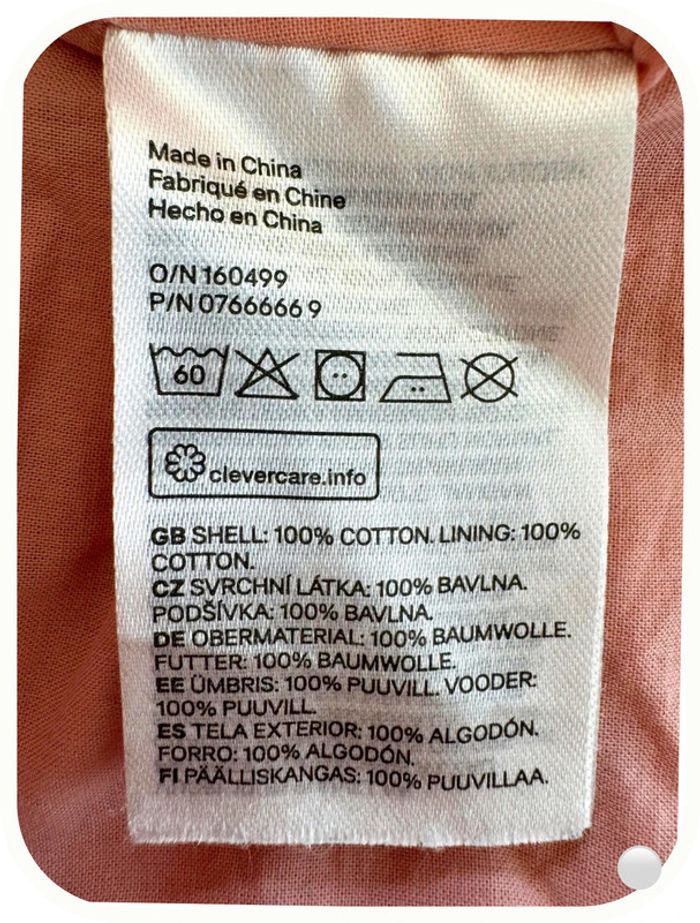 Made in China
Fabriqué en Chine
Hecho en China
O/N 160499
P/N 07666669
60
clevercare.info
GB SHELL: 100% COTTON. LINING: 100%
COTTON.
CZ SVRCHNÍ LÁTKA: 100% BAVLNA.
PODŠÍVKA: 100% BAVLNA.
DE OBERMATERIAL: 100% BAUMWOLLE.
FUTTER: 100% BAUMWOLLE.
EE ÜMBRIS: 100% PUUVILL. VOODER:
100% PUUVILL.
ES TELA EXTERIOR: 100% ALGODÓN.
FORRO: 100% ALGODÓN.
FI PÄÄLLISKANGAS: 100% PUUVILLAA.